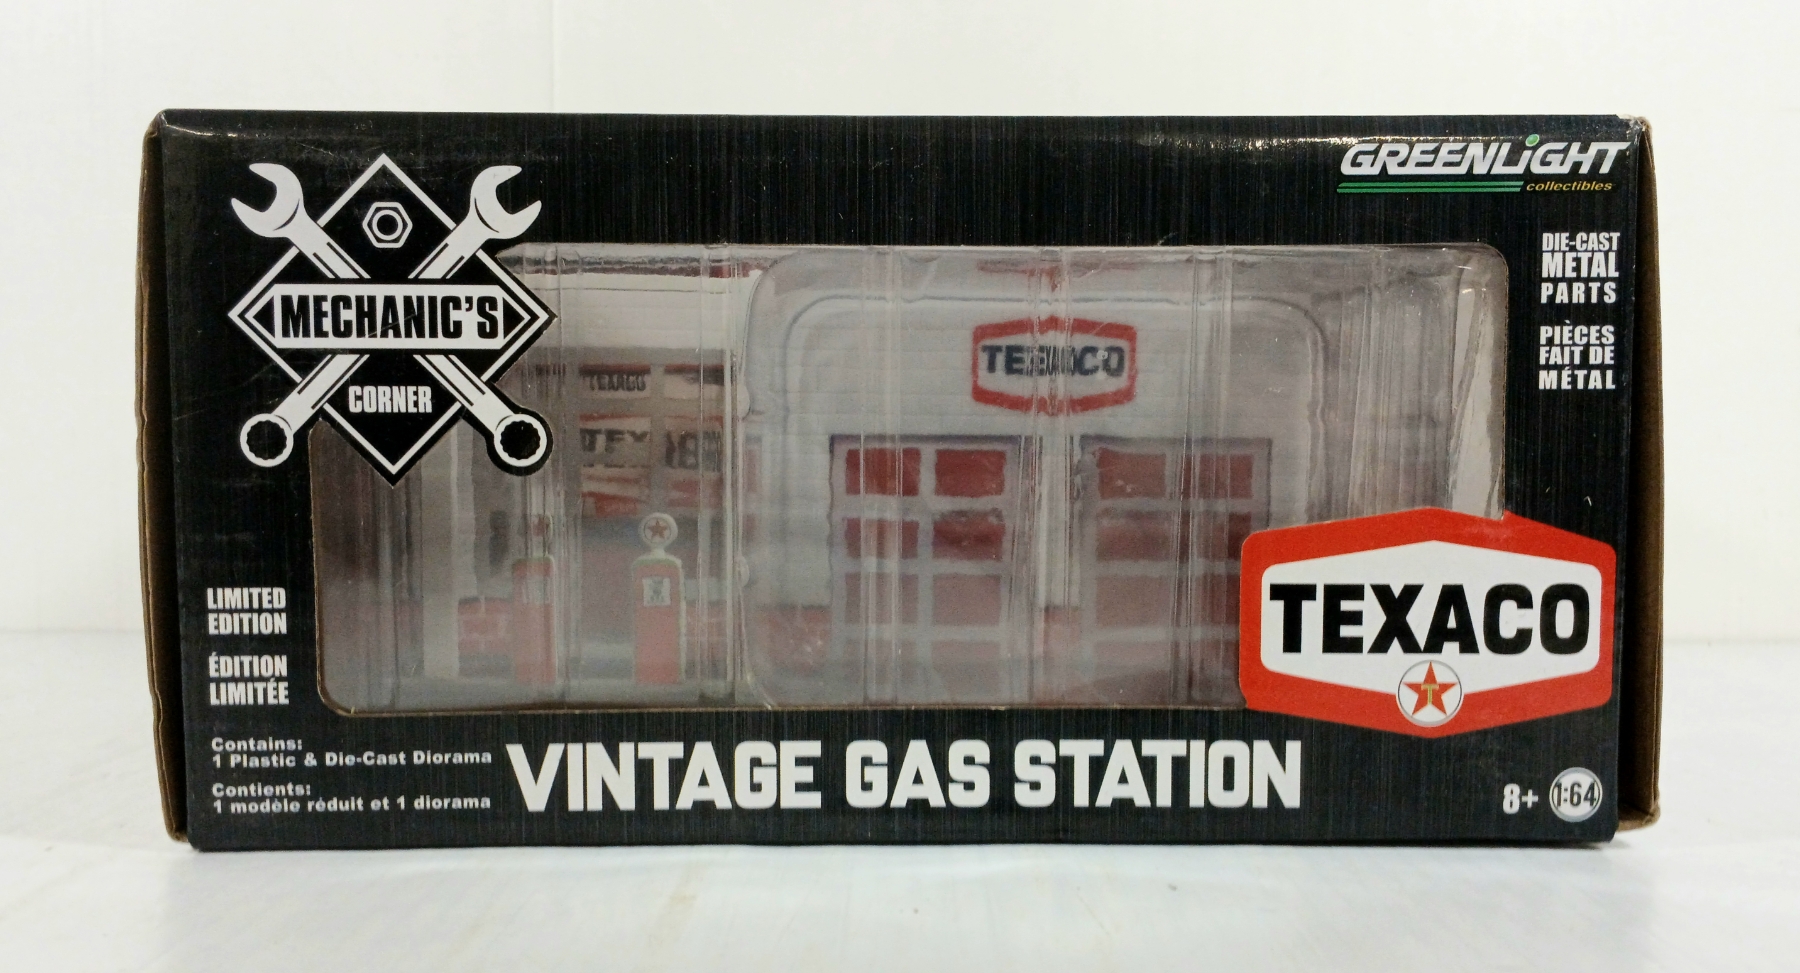 GREENLiGHT
collectibles
MECHANIC'S
CORNER
DIE-CAST
METAL
PARTS
PIÈCES
FAIT DE
MÉTAL
TEXACO
TEXACO
LIMITED
EDITION
ÉDITION
LIMITÉE
TEXACO
T
Contains:
1 Plastic & Die-Cast Diorama
Contients:
1 modèle réduit et 1 diorama
VINTAGE GAS STATION
8+
1:64